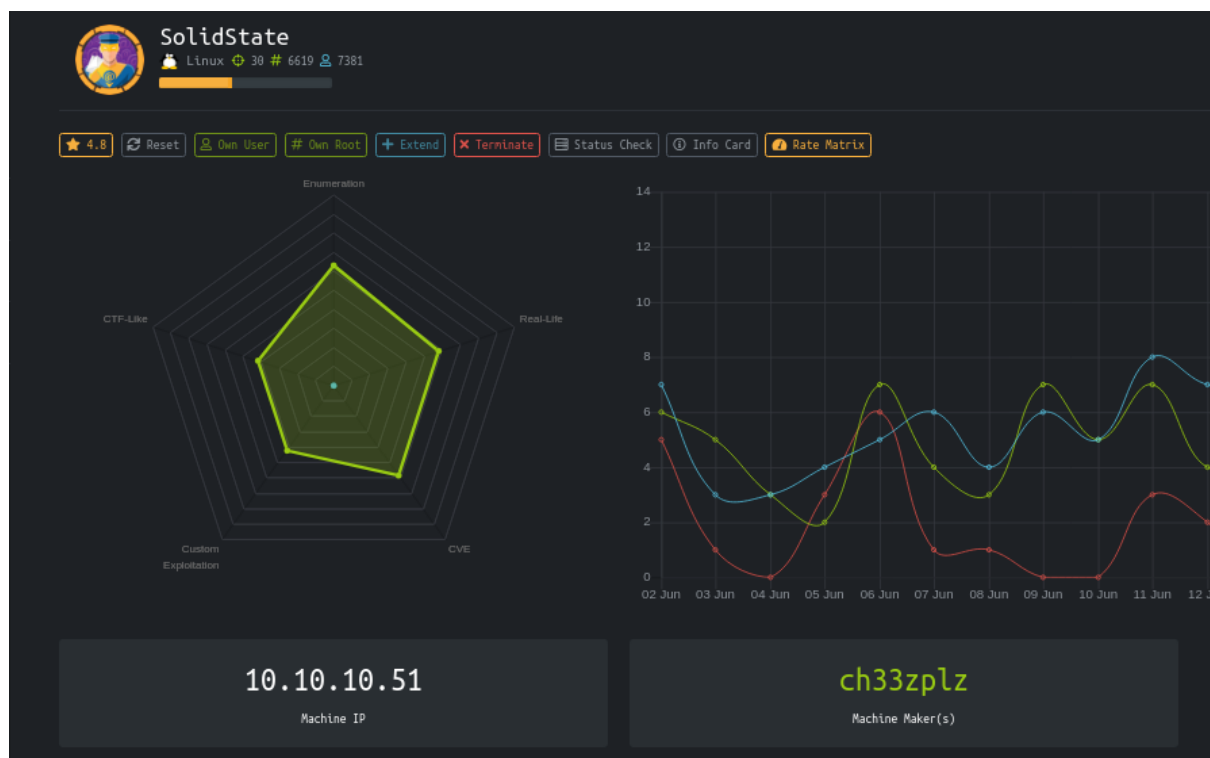 SolidState
Linux 30 # 6619 7381
4.8 Reset Own User # Own Root + Extend × Terminate Status Check Info Card Rate Matrix
Enumeration
CTF-Like
Real-Life
Custom
Exploitation
CVE
14
12
10
8
6
4
2
0
02 Jun 03 Jun 04 Jun 05 Jun 06 Jun 07 Jun 08 Jun 09 Jun 10 Jun 11 Jun 12
10.10.10.51
Machine IP
ch33zplz
Machine Maker(s)